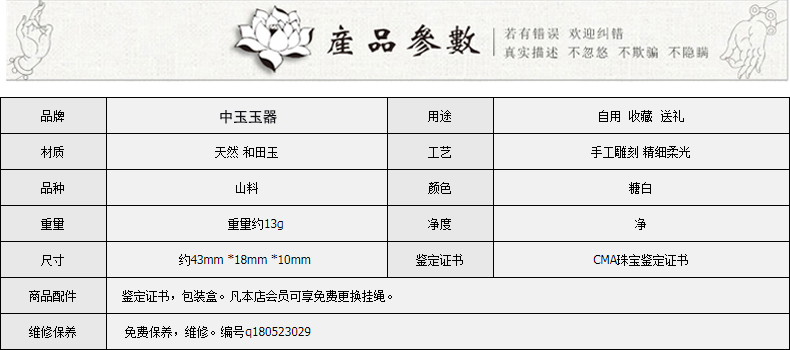 産品參數
若有错误 欢迎纠错
真实描述 不忽悠 不欺骗 不隐瞒
品牌 中玉玉器 用途 自用 收藏 送礼
材质 天然 和田玉 工艺 手工雕刻 精细柔光
品种 山料 颜色 糖白
重量 重量约13g 净度 净
尺寸 约43mm *18mm *10mm 鉴定证书 CMA珠宝鉴定证书
商品配件 鉴定证书，包装盒。凡本店会员可享免费更换挂绳。
维修保养 免费保养，维修。编号q180523029